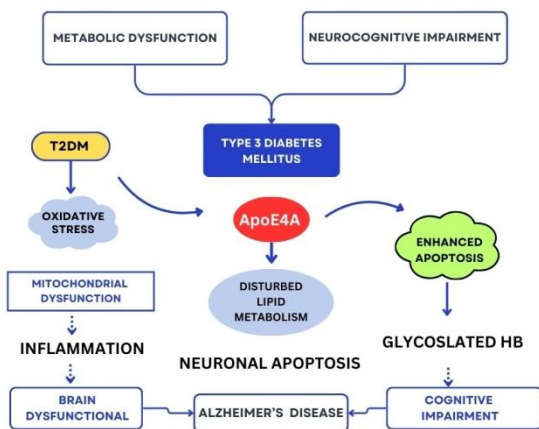 METABOLIC DYSFUNCTION
NEUROCOGNITIVE IMPAIRMENT
TYPE 3 DIABETES
MELLITUS
T2DM
OXIDATIVE
STRESS
ApoE4A
ENHANCED
APOPTOSIS
MITOCHONDRIAL
DYSFUNCTION
DISTURBED
LIPID
METABOLISM
INFLAMMATION
NEURONAL APOPTOSIS
GLYCOSLATED HB
BRAIN
DYSFUNCTIONAL
ALZHEIMER'S DISEASE
COGNITIVE
IMPAIRMENT